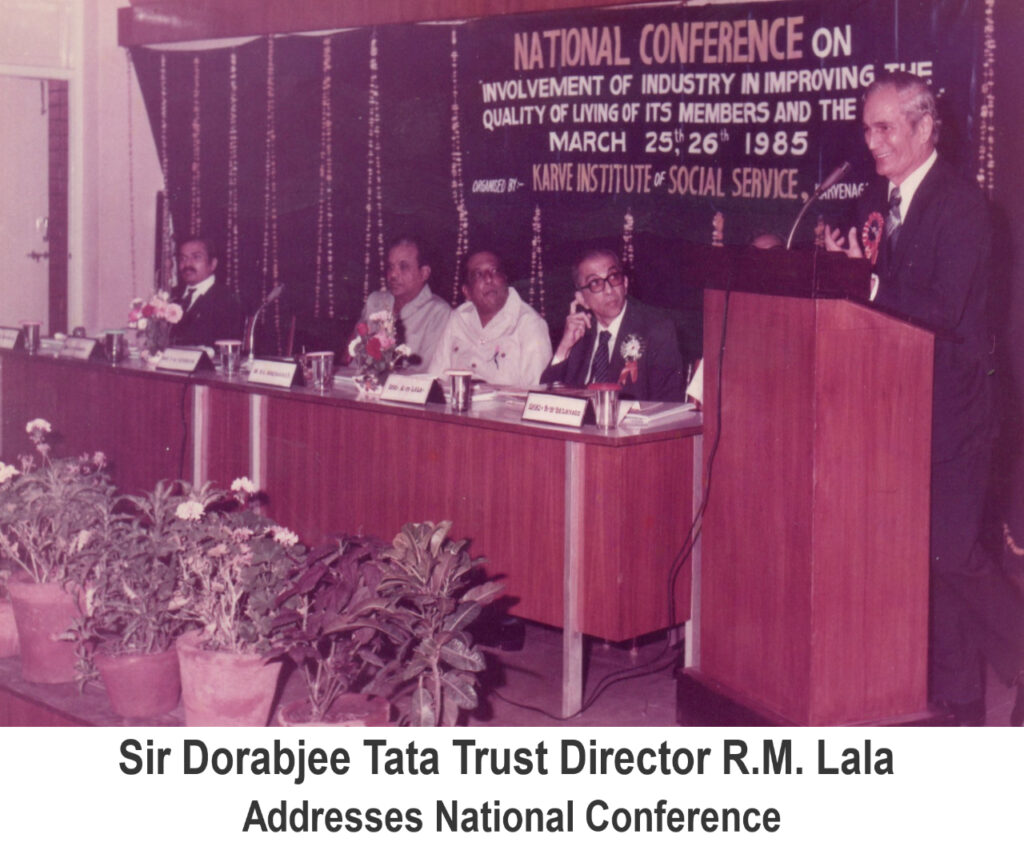 NATIONAL CONFERENCE ON
"INVOLVEMENT OF INDUSTRY IN IMPROVING THE
QUALITY OF LIVING OF ITS MEMBERS AND THE
MARCH 25th, 26th 1985
ORGANISED BY:- KARVE INSTITUTE OF SOCIAL SERVICE,
Sir Dorabjee Tata Trust Director R.M. Lala
Addresses National Conference